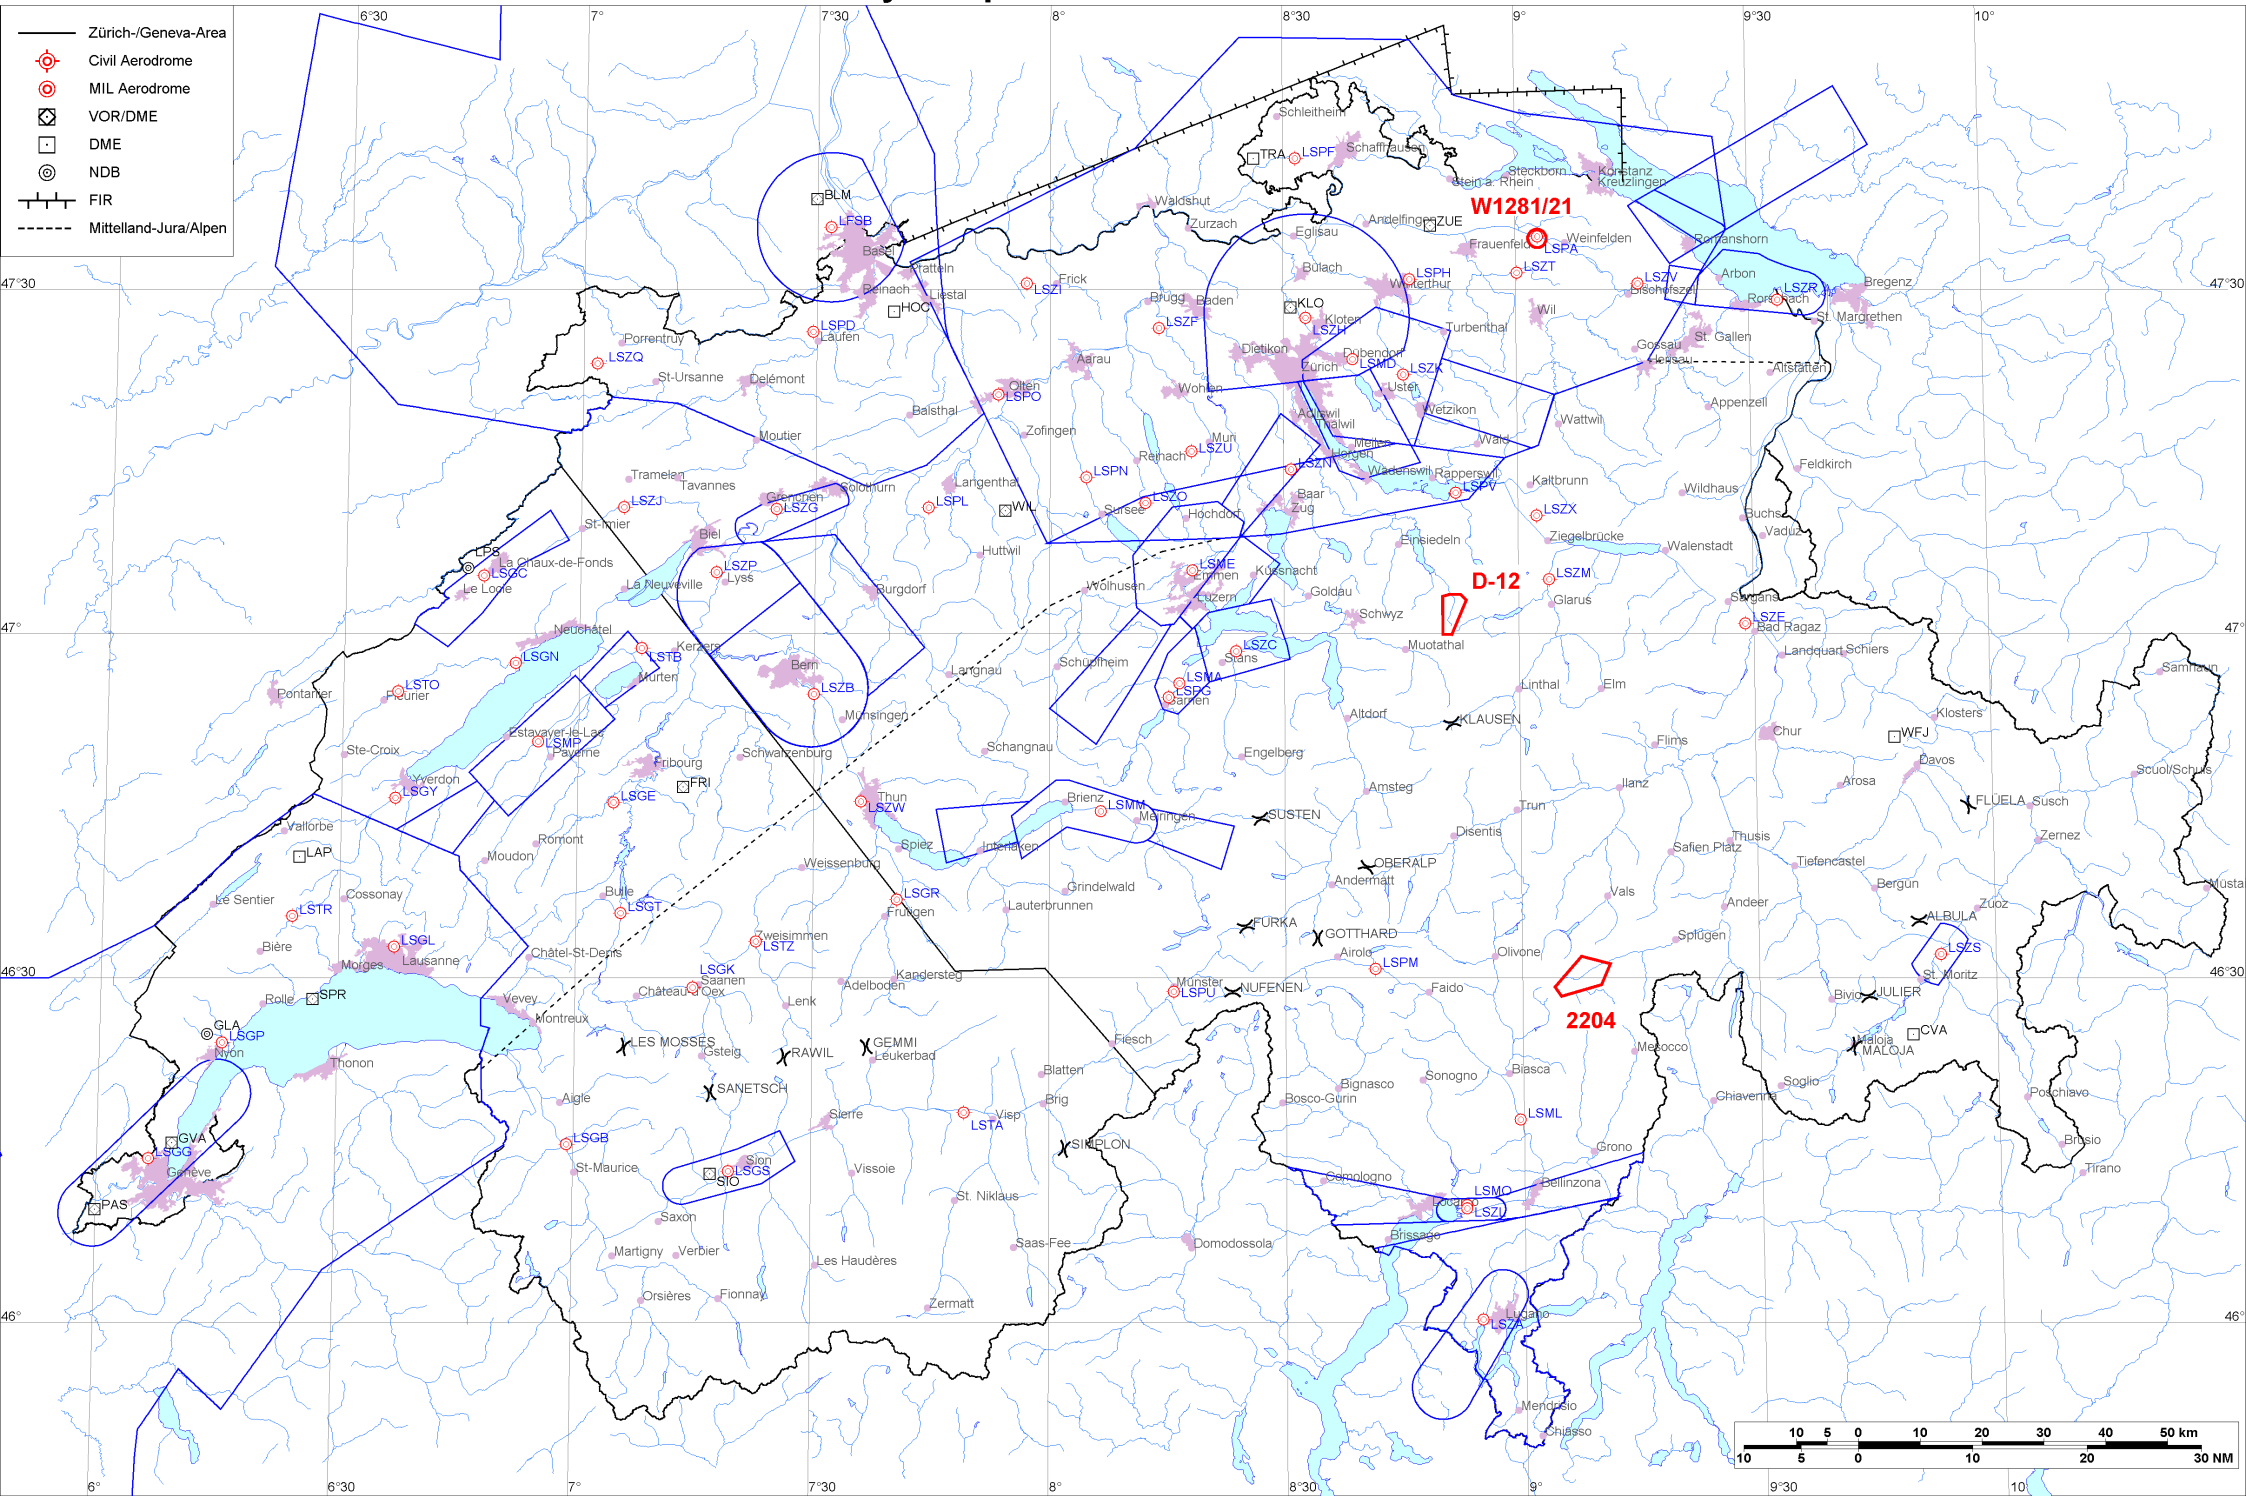 6°30
7°
7°30
8°
8°30
9°
9°30
10°
Zürich-/Geneva-Area
Civil Aerodrome
MIL Aerodrome
VOR/DME
DME
NDB
FIR
Mittelland-Jura/Alpen
Schleitheim
TRA
LSPF
Schaffhausen
Steckborn
Stein a. Rhein
Konstanz
Kreuzlingen
BLM
LFSB
Basel
Waldshut
Zurzach
Eglisau
Andelfingen
ZUE
W1281/21
LSPA
Weinfelden
Frauenfeld
Romanshorn
Pratteln
Reinach
Liestal
HOC
LSZI
Frick
Bülach
LSPH
Winterthur
LSZT
LSZV
Bischofszell
Arbon
LSZR
Rorschach
Bregenz
47°30
47°30
St. Margrethen
LSPD
Laufen
Brugg
Baden
LSZF
KLO
Kloten
LSZH
Wil
Turbenthal
St. Gallen
Gossau
Herisau
Altstätten
Porrentruy
LSZQ
St-Ursanne
Delémont
Aarau
Olten
LSPO
Dietikon
Zürich
Dübendorf
LSMD
LSZK
Uster
Wetzikon
Appenzell
Balsthal
Wohlen
Adliswil
Thalwil
Wattwil
Moutier
Zofingen
Muri
LSZU
Reinach
Meilen
Horgen
Wald
Tramelan
Tavannes
LSPN
LSZN
Wädenswil
Rapperswil
LSPV
Kaltbrunn
Wildhaus
Feldkirch
Grenchen
Solothurn
LSZG
LSZJ
Langenthal
LSPL
WIL
LSZO
Sursee
Hochdorf
Baar
Zug
LSZX
Buchs
Vaduz
St-Imier
Biel
Huttwil
Einsiedeln
Ziegelbrücke
Walenstadt
LPS
La Chaux-de-Fonds
LSGC
Le Locle
LSZP
Lyss
La Neuveville
Burgdorf
Wolhusen
LSME
Emmen
Luzern
Küssnacht
Goldau
D-12
LSZM
Glarus
Sargans
Schwyz
LSZE
Bad Ragaz
47°
47°
Neuchâtel
LSGN
LSTB
Kerzers
Murten
Bern
LSZB
Langnau
Schüpfheim
LSZC
Stans
Muotathal
Landquart
Schiers
Samnaun
Pontarlier
LSTO
Fleurier
LSMA
LSPG
Sarnen
Linthal
Elm
Münsingen
Altdorf
KLAUSEN
Klosters
Ste-Croix
Estavayer-le-Lac
LSMP
Payerne
Schwarzenburg
Schangnau
Engelberg
Flims
Chur
WFJ
Davos
Yverdon
LSGY
Fribourg
FRI
LSGE
Thun
LSZW
Brienz
LSMM
Meiringen
Amsteg
SUSTEN
Ilanz
Trun
Arosa
Scuol/Schuls
FLÜELA
Susch
Vallorbe
LAP
Romont
Moudon
Spiez
Interlaken
Disentis
Thusis
Safien Platz
Zernez
Weissenburg
OBERALP
Tiefencastel
Le Sentier
Cossonay
Bulle
LSGR
Frutigen
Grindelwald
Lauterbrunnen
Andermatt
Vals
Bergun
LSTR
LSGT
Andeer
Zuoz
ALBULA
Bière
LSGL
Lausanne
Morges
Zweisimmen
LSTZ
FURKA
GOTTHARD
Splugen
Châtel-St-Denis
Airolo
LSPM
Olivone
LSZS
St. Moritz
46°30
46°30
LSGK
Saanen
Château-d'Oex
Kandersteg
Adelboden
Münster
LSPU
NUFENEN
Faido
2204
Bivio
JULIER
Rolle
SPR
Vevey
Montreux
Lenk
GLA
LSGP
Nyon
LES MOSSES
Gsteig
RAWIL
GEMMI
Leukerbad
Fiesch
Mesocco
CVA
Maloja
MALOJA
Thonon
SANETSCH
Blatten
Bignasco
Sonogno
Biasca
Soglio
Chiavenna
Poschiavo
Aigle
Brig
Bosco-Gurin
LSML
Sierre
LSTA
Visp
GVA
LSGG
Genève
LSGB
St-Maurice
Sion
LSGS
SIO
Vissoie
SIMPLON
Grono
Brusio
Tirano
Comologno
Bellinzona
PAS
St. Niklaus
LSMO
Locarno
LSZL
Saxon
Brissago
Martigny
Verbier
Les Haudères
Saas-Fee
Domodossola
Orsières
Fionnay
Zermatt
Lugano
LSZA
46°
46°
Mendrisio
Chiasso
10 5 0 10 20 30 40 50 km
10 5 0 10 20 30 NM
6°
6°30
7°
7°30
8°
8°30
9°
9°30
10°